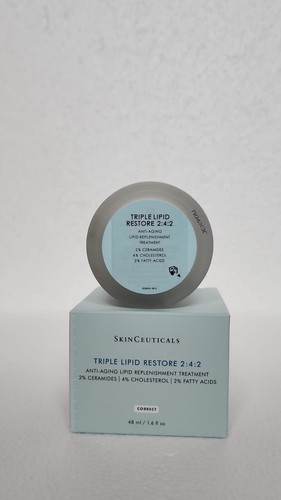 TRIPLE LIPID
RESTORE 2:4:2
ANTI-AGING
LIPID REPLENISHMENT
TREATMENT
2% CERAMIDES
4% CHOLESTEROL
2% FATTY ACIDS
SKINCEUTICALS
TRIPLE LIPID RESTORE 2:4:2
ANTI-AGING LIPID REPLENISHMENT TREATMENT
2% CERAMIDES | 4% CHOLESTEROL | 2% FATTY ACIDS
CORRECT
48 ml / 1.6 fl oz